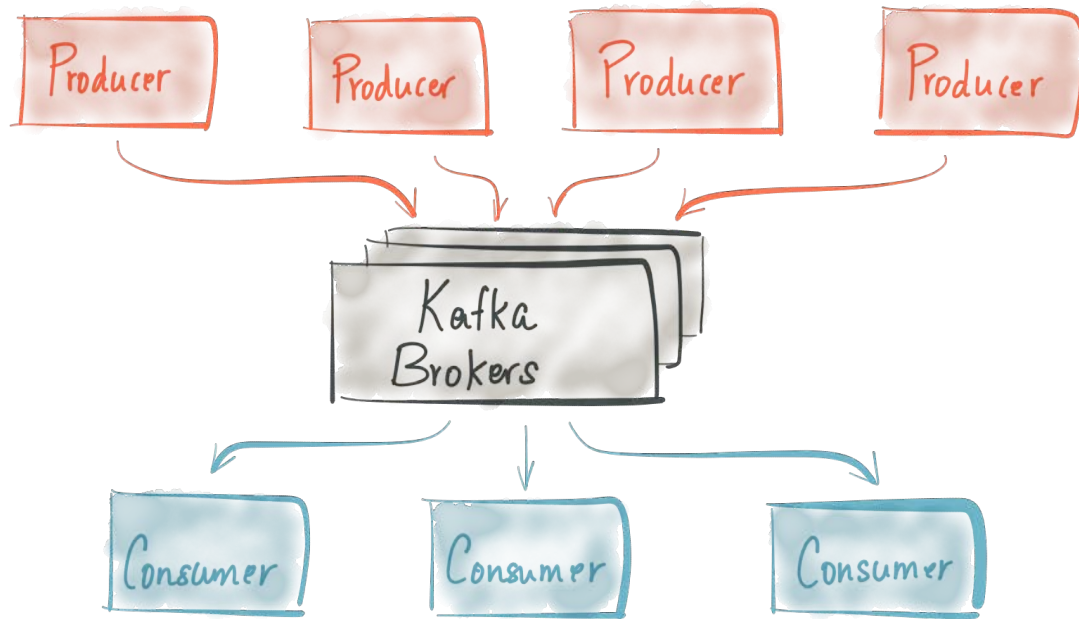 Producer
Producer
Producer
Producer
Kafka
Brokers
Consumer
Consumer
Consumer